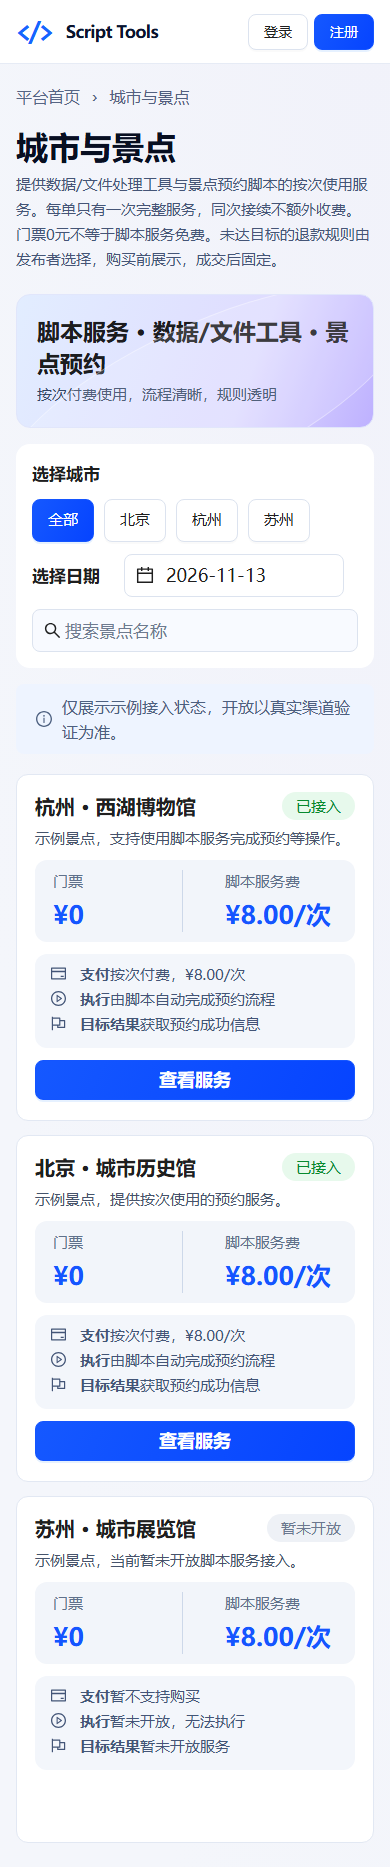 </> Script Tools 登录 注册
平台首页 › 城市与景点
城市与景点
提供数据/文件处理工具与景点预约脚本的按次使用服
务。每单只有一次完整服务，同次接续不额外收费。
门票0元不等于脚本服务免费。未达目标的退款规则由
发布者选择，购买前展示，成交后固定。
脚本服务・数据/文件工具・景
点预约
按次付费使用，流程清晰，规则透明
选择城市
全部 北京 杭州 苏州
选择日期 2026-11-13
搜索景点名称
仅展示示例接入状态，开放以真实渠道验
证为准。
杭州・西湖博物馆 已接入
示例景点，支持使用脚本服务完成预约等操作。
门票 脚本服务费
¥0 ¥8.00/次
支付按次付费，¥8.00/次
执行由脚本自动完成预约流程
目标结果获取预约成功信息
查看服务
北京・城市历史馆 已接入
示例景点，提供按次使用的预约服务。
门票 脚本服务费
¥0 ¥8.00/次
支付按次付费，¥8.00/次
执行由脚本自动完成预约流程
目标结果获取预约成功信息
查看服务
苏州・城市展览馆 暂未开放
示例景点，当前暂未开放脚本服务接入。
门票 脚本服务费
¥0 ¥8.00/次
支付暂不支持购买
执行暂未开放，无法执行
目标结果暂未开放服务